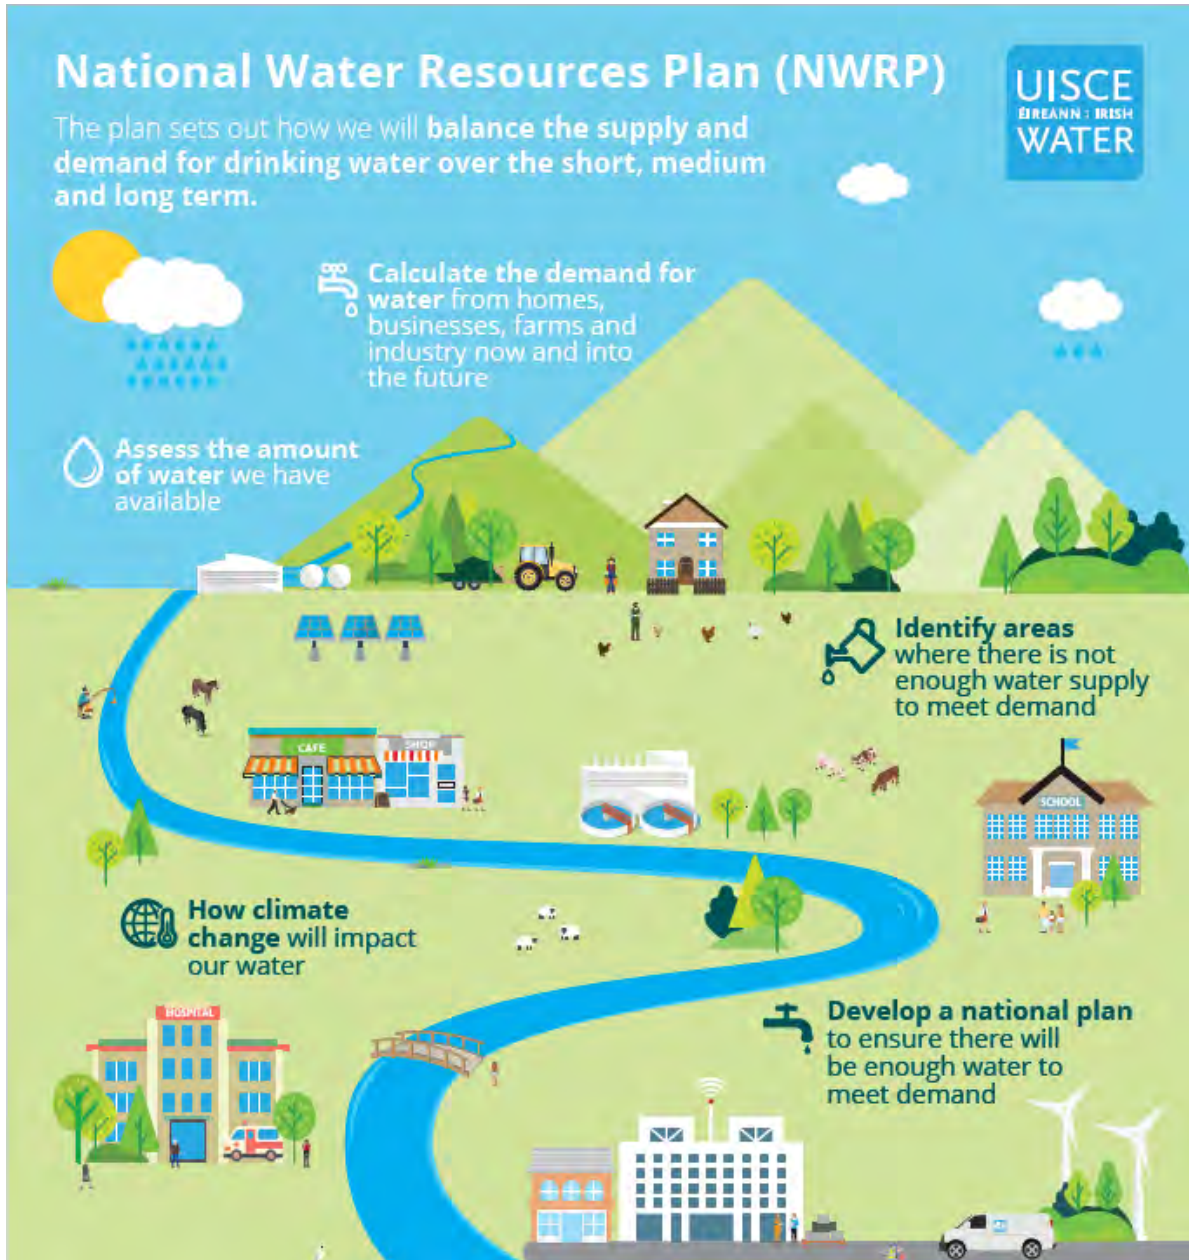 National Water Resources Plan (NWRP)
The plan sets out how we will balance the supply and
demand for drinking water over the short, medium
and long term.
UISCE
ÉIREANN : IRISH
WATER
Calculate the demand for
water from homes,
businesses, farms and
industry now and into
the future
Assess the amount
of water we have
available
Identify areas
where there is not
enough water supply
to meet demand
CAFE
SHOP
SCHOOL
How climate
change will impact
our water
HOSPITAL
Develop a national plan
to ensure there will
be enough water to
meet demand